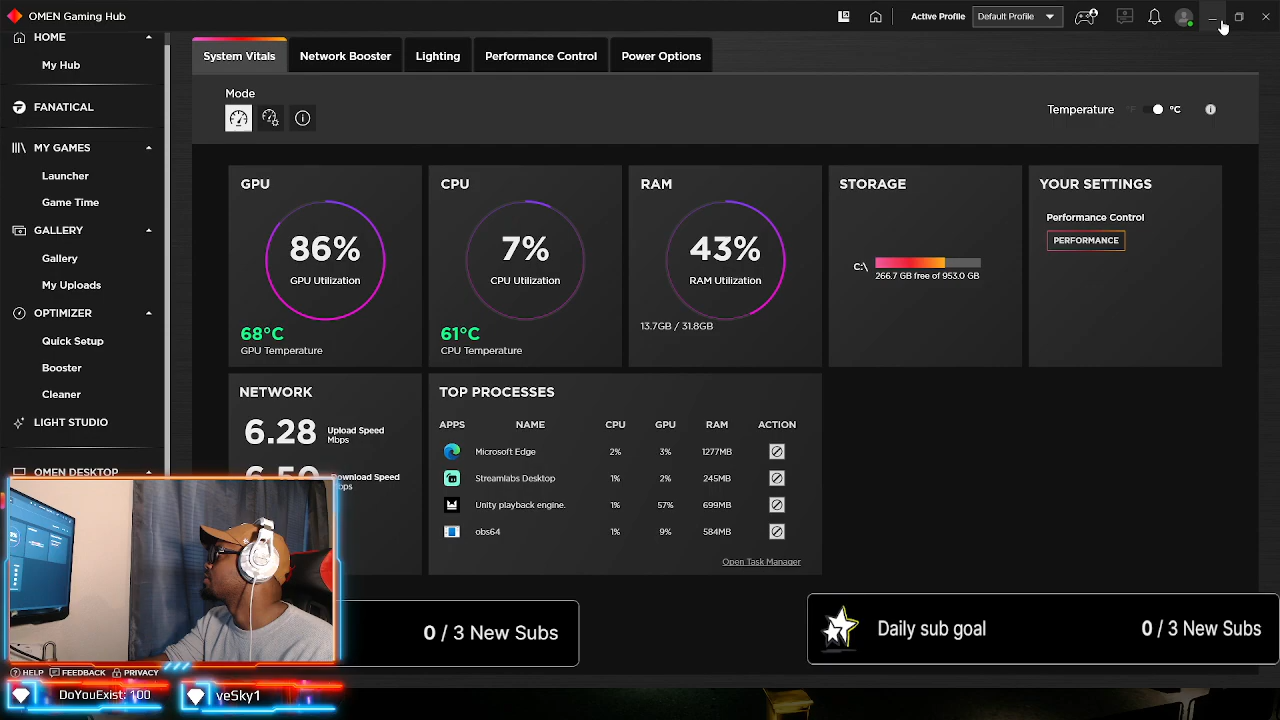 OMEN Gaming Hub
Active Profile
Default Profile
HOME
My Hub
FANATICAL
MY GAMES
Launcher
Game Time
GALLERY
Gallery
My Uploads
OPTIMIZER
Quick Setup
Booster
Cleaner
LIGHT STUDIO
OMEN DESKTOP
System Vitals
Network Booster
Lighting
Performance Control
Power Options
Mode
Temperature °F °C
GPU
86%
GPU Utilization
68°C
GPU Temperature
CPU
7%
CPU Utilization
61°C
CPU Temperature
RAM
43%
RAM Utilization
13.7GB / 31.8GB
STORAGE
C:\
266.7 GB free of 953.0 GB
YOUR SETTINGS
Performance Control
PERFORMANCE
NETWORK
6.28 Upload Speed
Mbps
Download Speed
Mbps
TOP PROCESSES
APPS NAME CPU GPU RAM ACTION
Microsoft Edge 2% 3% 1277MB
Streamlabs Desktop 1% 2% 245MB
Unity playback engine. 1% 57% 699MB
obs64 1% 9% 584MB
Open Task Manager
0 / 3 New Subs
Daily sub goal 0 / 3 New Subs
HELP FEEDBACK PRIVACY
DoYouExist: 100
yeSky1